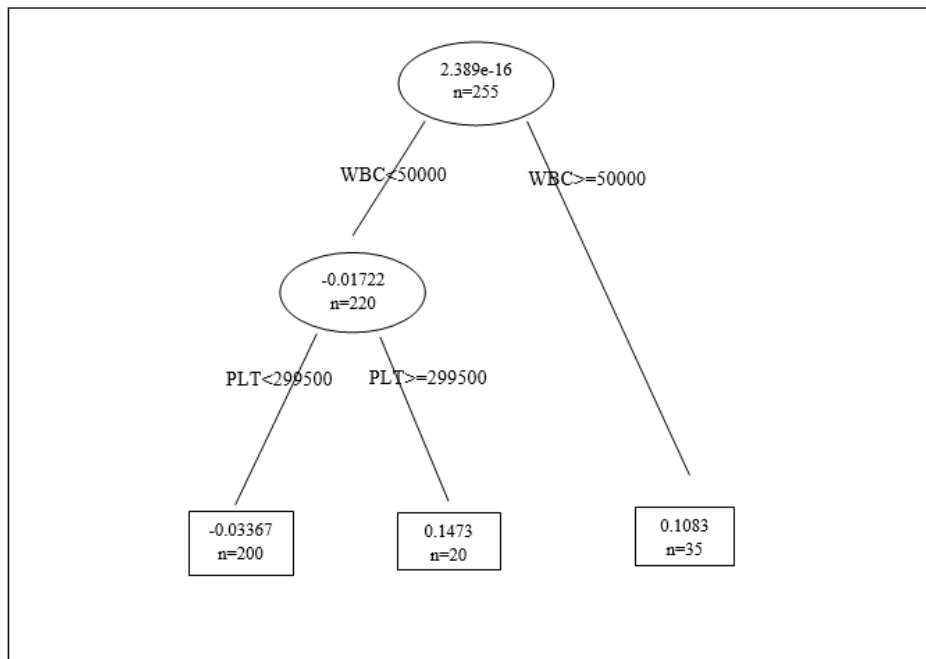 2.389e-16
n=255
WBC<50000
WBC>=50000
-0.01722
n=220
PLT<299500
PLT>=299500
-0.03367
n=200
0.1473
n=20
0.1083
n=35